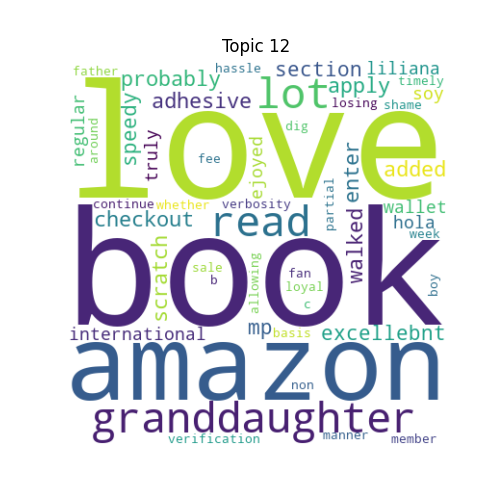 Topic 12
father
hassle
section
liliana
probably
lot
apply
timely
regular
around
speedy
adhesive
losing
shame
soy
love
truly
dig
fee
ejoyed
partial
enter
added
continue
whether
verbosity
wallet
checkout
read
walked
hola
week
book
scratch
sale
b
allowing
fan
loyal
c
boy
international
mp
basis
excellebnt
amazon
non
granddaughter
verification
manner
member